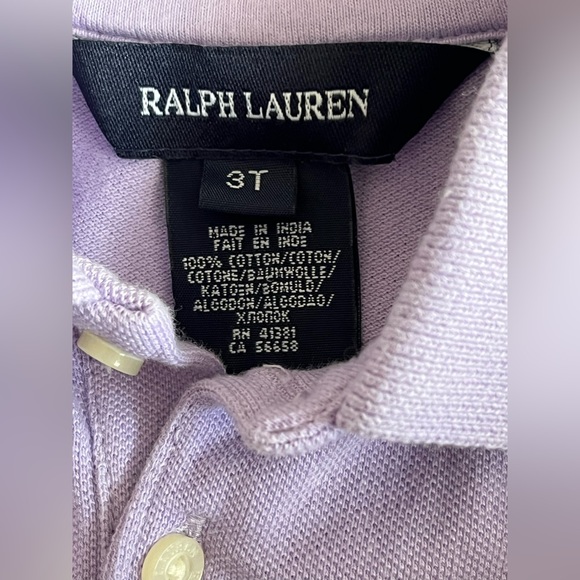 RALPH LAUREN
3T
MADE IN INDIA
FAIT EN INDE
100% COTTON/COTON/
COTONE/BAUMWOLLE/
KATOEN/BOMULD/
ALGODON/ALGODAO/
ХЛОПОК
RN 41381
CA 56658